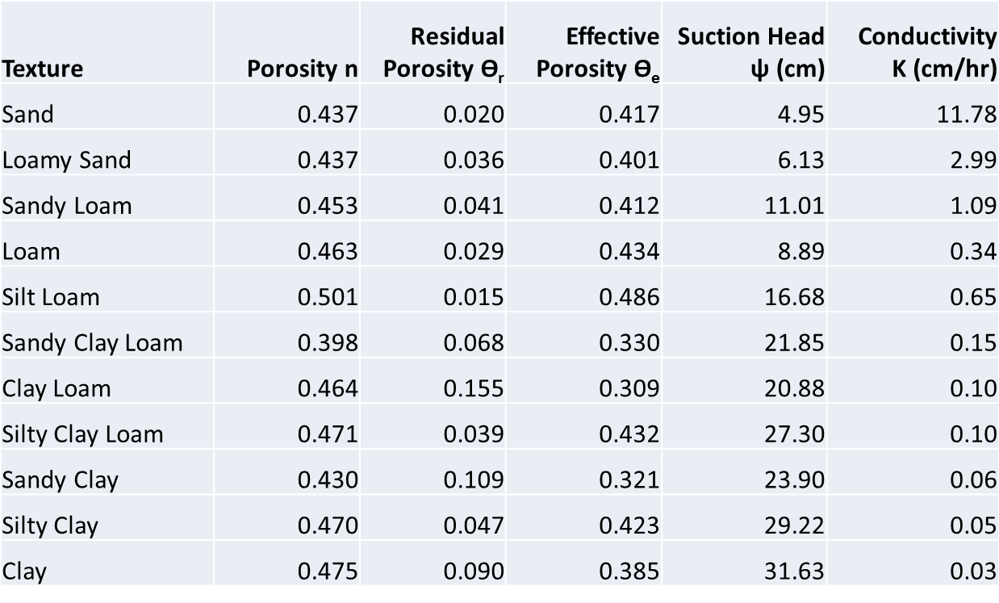 Texture Porosity n Residual Porosity Ɵr Effective Porosity Ɵe Suction Head ψ (cm) Conductivity K (cm/hr)
Sand 0.437 0.020 0.417 4.95 11.78
Loamy Sand 0.437 0.036 0.401 6.13 2.99
Sandy Loam 0.453 0.041 0.412 11.01 1.09
Loam 0.463 0.029 0.434 8.89 0.34
Silt Loam 0.501 0.015 0.486 16.68 0.65
Sandy Clay Loam 0.398 0.068 0.330 21.85 0.15
Clay Loam 0.464 0.155 0.309 20.88 0.10
Silty Clay Loam 0.471 0.039 0.432 27.30 0.10
Sandy Clay 0.430 0.109 0.321 23.90 0.06
Silty Clay 0.470 0.047 0.423 29.22 0.05
Clay 0.475 0.090 0.385 31.63 0.03